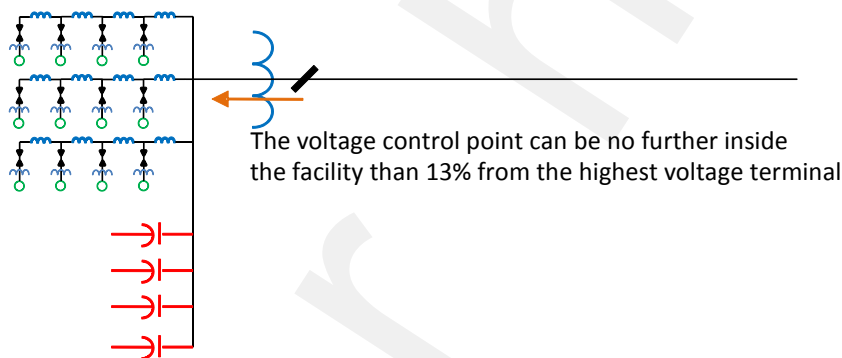 The voltage control point can be no further inside
the facility than 13% from the highest voltage terminal